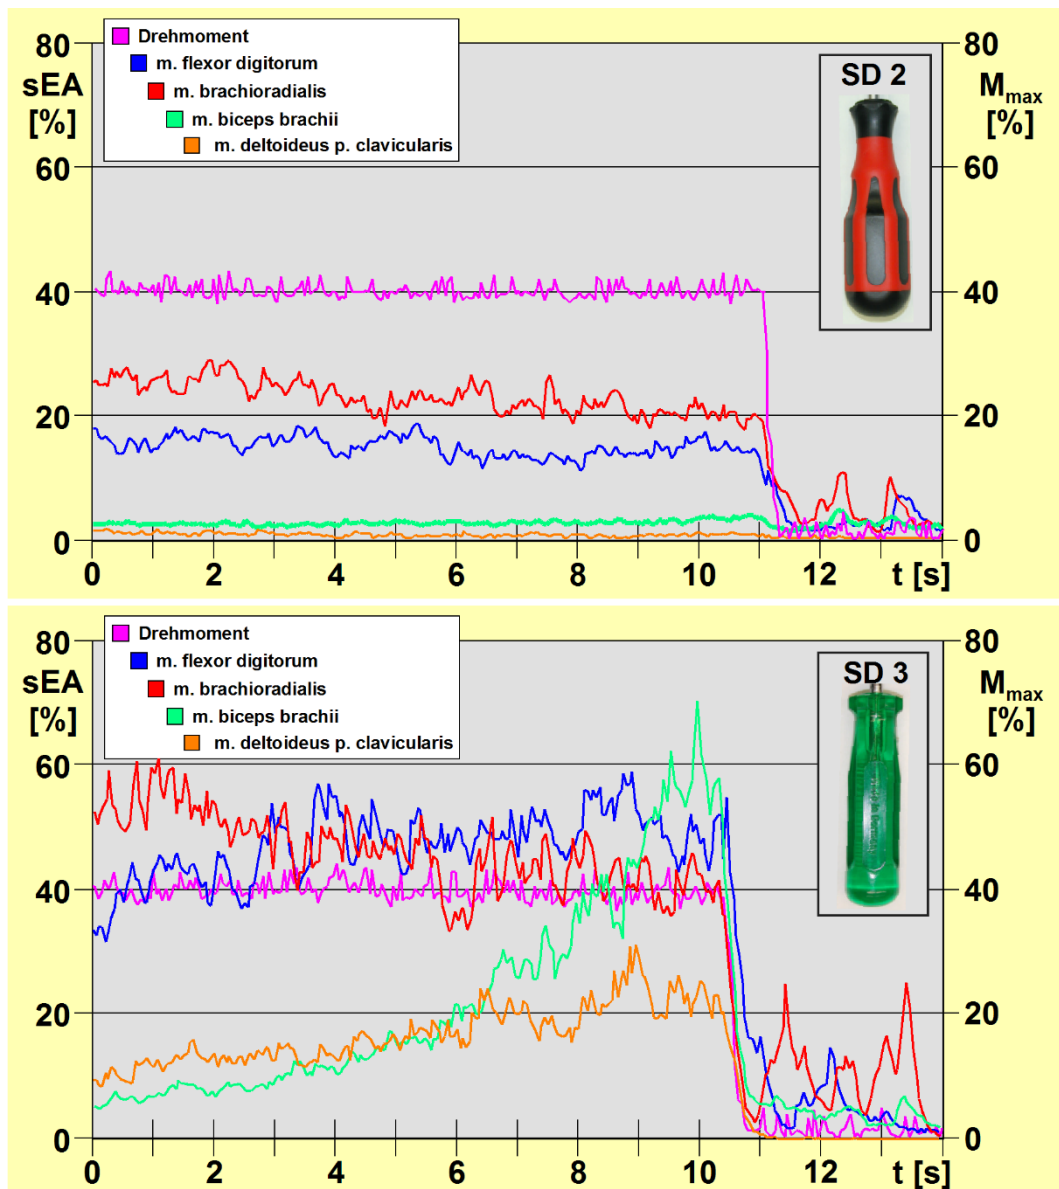 Drehmoment
m. flexor digitorum
m. brachioradialis
m. biceps brachii
m. deltoideus p. clavicularis
SD 2
80
60
40
20
0
sEA
[%]
80
60
40
20
0
M max
[%]
0 2 4 6 8 10 12 t [s]
Drehmoment
m. flexor digitorum
m. brachioradialis
m. biceps brachii
m. deltoideus p. clavicularis
SD 3
80
60
40
20
0
sEA
[%]
80
60
40
20
0
M max
[%]
0 2 4 6 8 10 12 t [s]